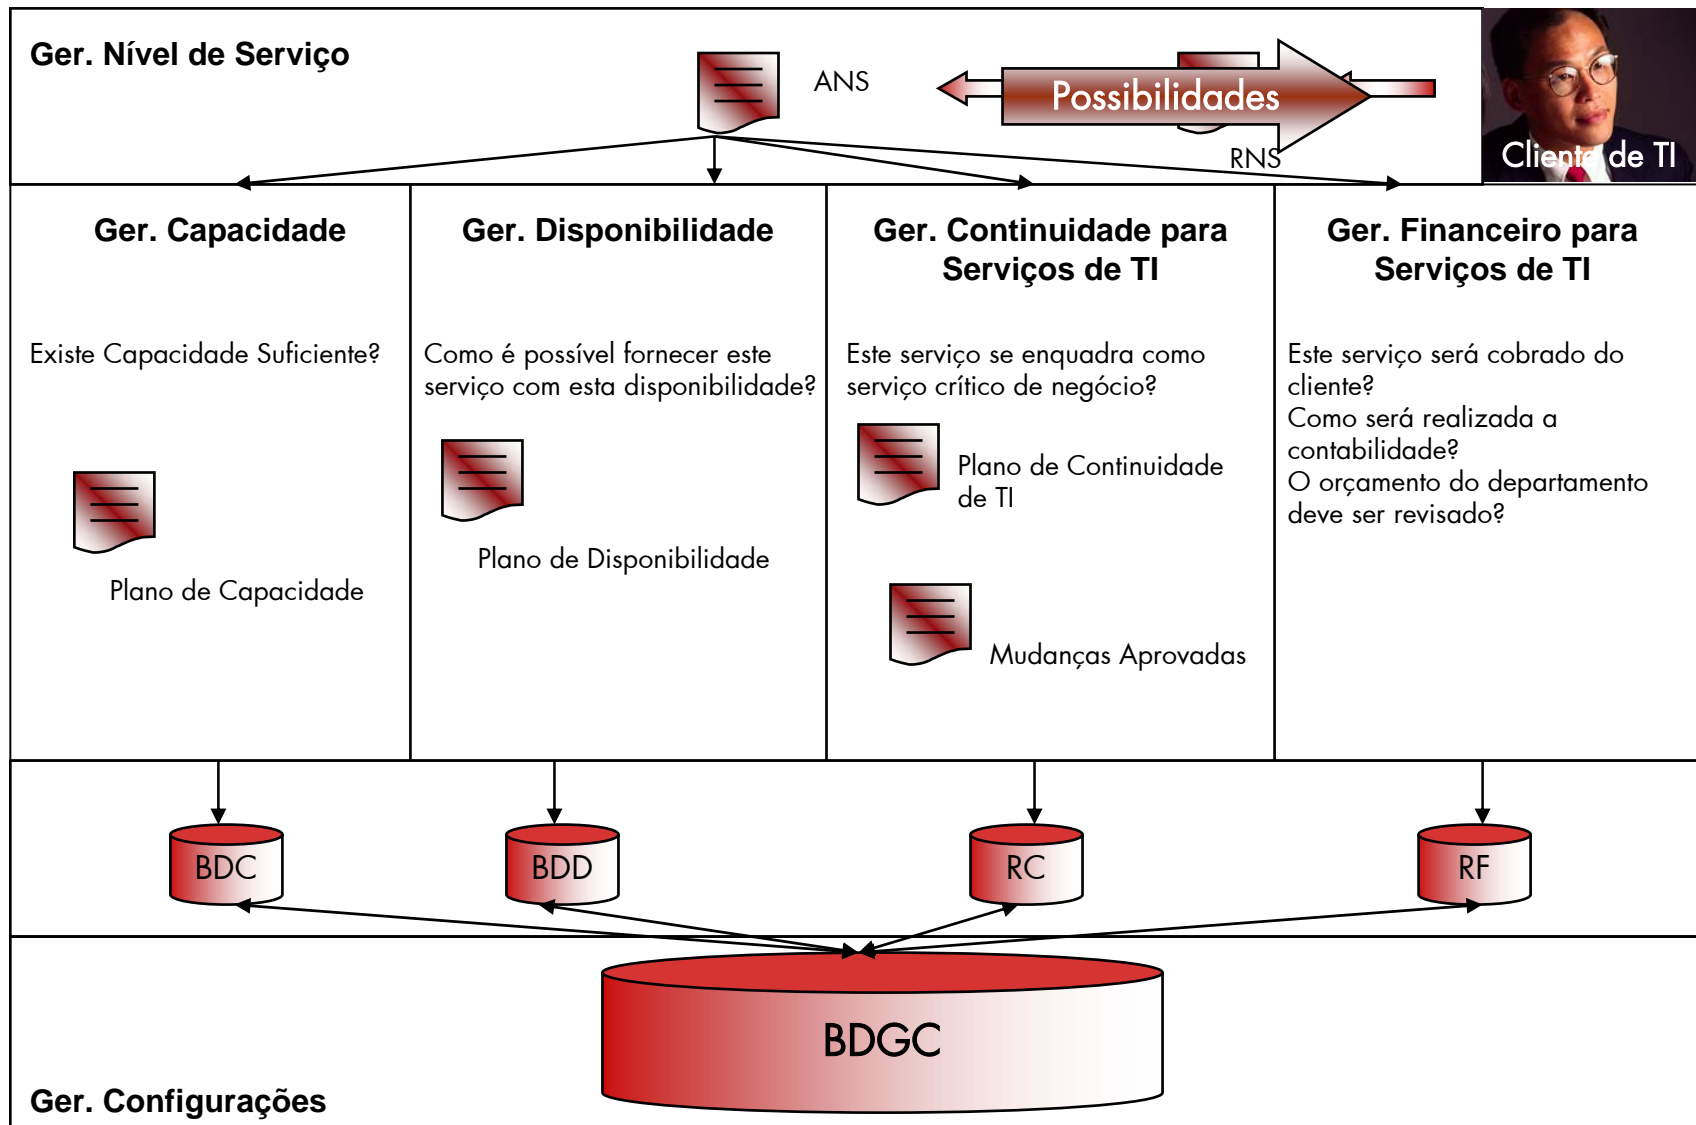 Ger. Nível de Serviço
ANS
Possibilidades
RNS
Cliente de TI
Ger. Capacidade
Existe Capacidade Suficiente?
Plano de Capacidade
Ger. Disponibilidade
Como é possível fornecer este
serviço com esta disponibilidade?
Plano de Disponibilidade
Ger. Continuidade para
Serviços de TI
Este serviço se enquadra como
serviço crítico de negócio?
Plano de Continuidade
de TI
Mudanças Aprovadas
Ger. Financeiro para
Serviços de TI
Este serviço será cobrado do
cliente?
Como será realizada a
contabilidade?
O orçamento do departamento
deve ser revisado?
BDC
BDD
RC
RF
BDGC
Ger. Configurações